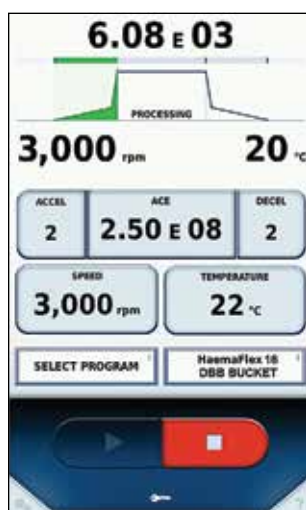 6.08 E 03
PROCESSING
3,000 rpm 20 °C
ACCEL ACE DECEL
2 2.50 E 08 2
SPEED TEMPERATURE
3,000 rpm 22 °C
SELECT PROGRAM
HaemaFlex 16
DBB BUCKET